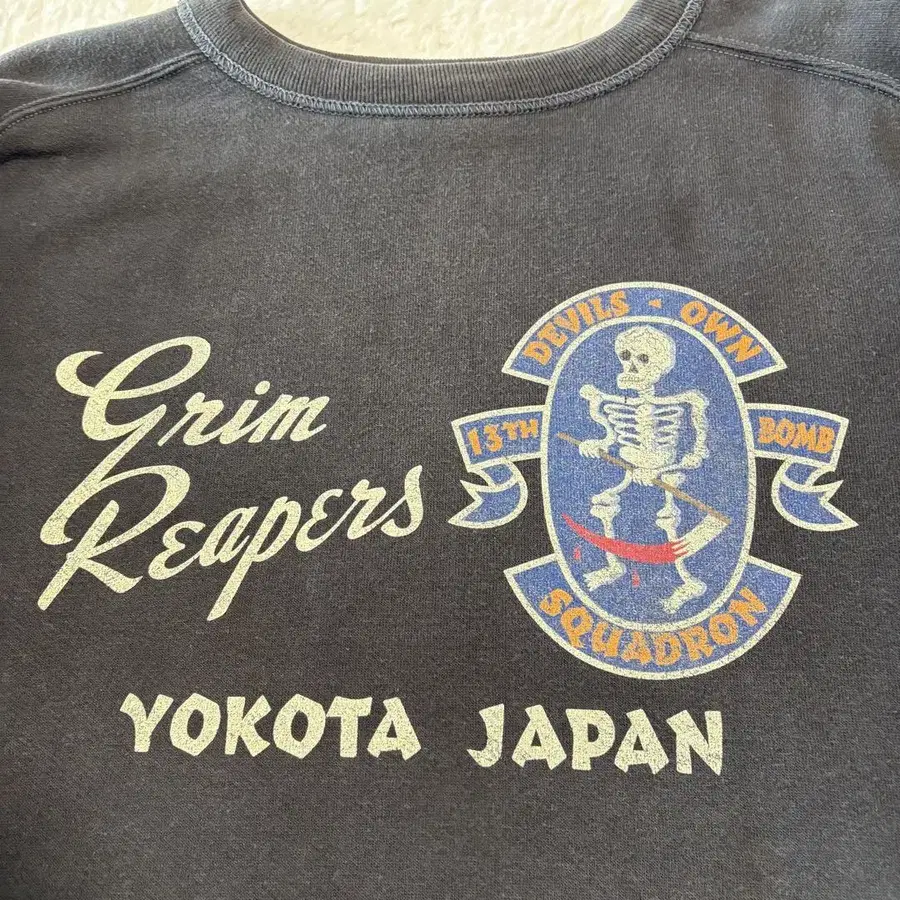 Grim
Reapers
DEVILS - OWN
13TH BOMB
SQUADRON
YOKOTA JAPAN